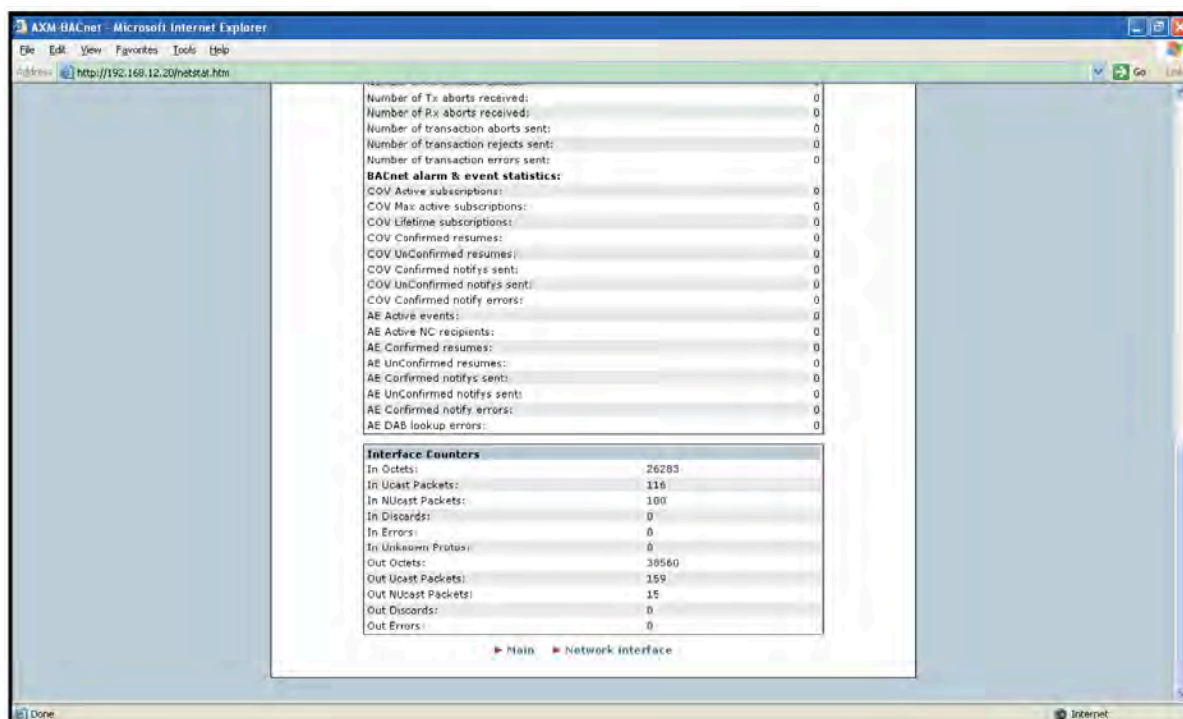 AXM-BACnet - Microsoft Internet Explorer
File Edit View Favorites Tools Help
Address http://192.168.12.20/netstat.htm Go
Number of Tx aborts received: 0
Number of Rx aborts received: 0
Number of transaction aborts sent: 0
Number of transaction rejects sent: 0
Number of transaction errors sent: 0
BACnet alarm & event statistics:
COV Active subscriptions: 0
COV Max active subscriptions: 0
COV Lifetime subscriptions: 0
COV Confirmed resumes: 0
COV UnConfirmed resumes: 0
COV Confirmed notifys sent: 0
COV UnConfirmed notifys sent: 0
COV Confirmed notify errors: 0
AE Active events: 0
AE Active NC recipients: 0
AE Confirmed resumes: 0
AE UnConfirmed resumes: 0
AE Confirmed notifys sent: 0
AE UnConfirmed notifys sent: 0
AE Confirmed notify errors: 0
AE DAB lookup errors: 0
Interface Counters
In Octets: 26283
In Ucast Packets: 116
In NUcast Packets: 100
In Discards: 0
In Errors: 0
In Unknown Protos: 0
Out Octets: 38560
Out Ucast Packets: 159
Out NUcast Packets: 15
Out Discards: 0
Out Errors: 0
Main Network interface
Done Internet